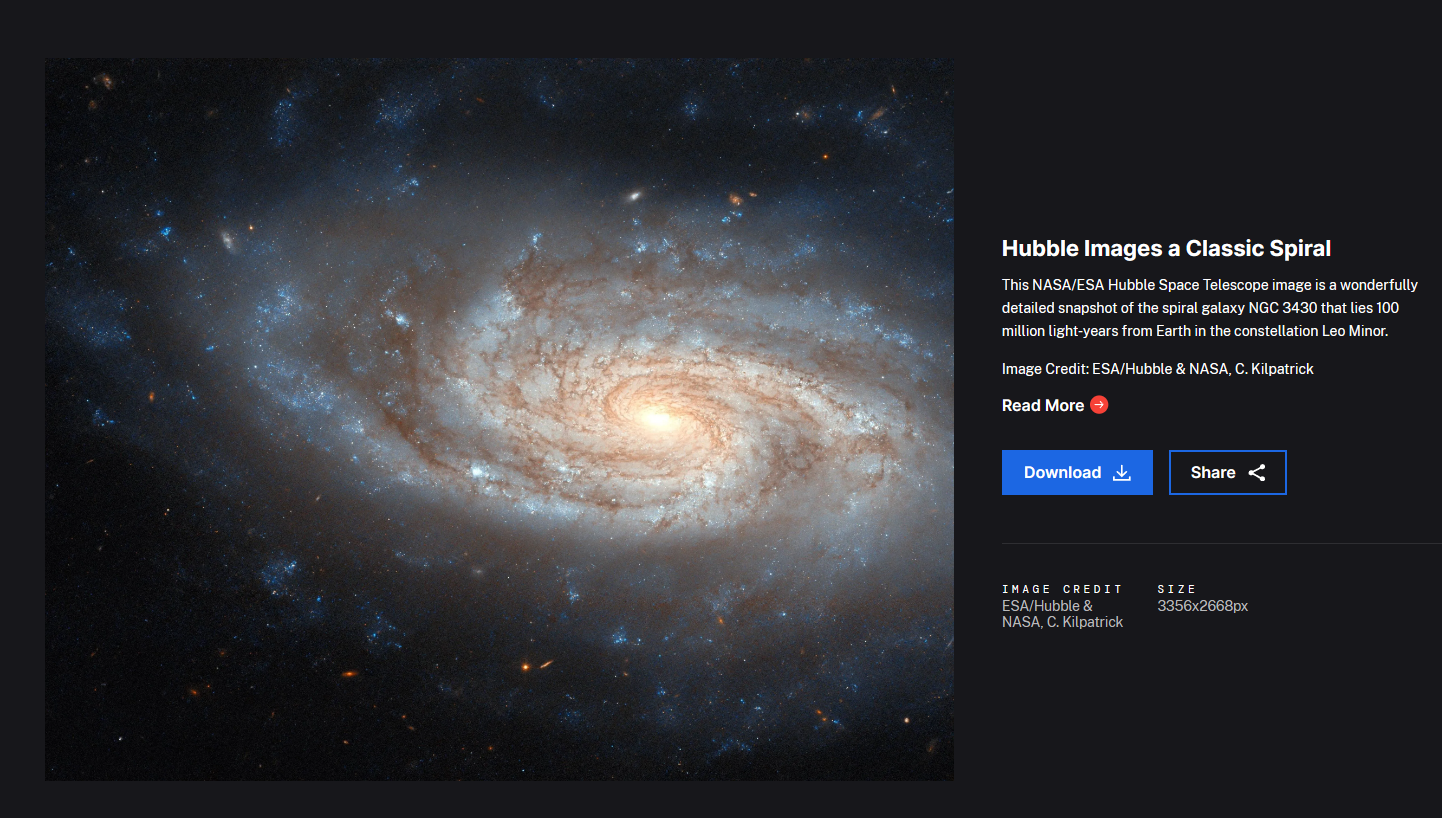 Hubble Images a Classic Spiral
This NASA/ESA Hubble Space Telescope image is a wonderfully
detailed snapshot of the spiral galaxy NGC 3430 that lies 100
million light-years from Earth in the constellation Leo Minor.
Image Credit: ESA/Hubble & NASA, C. Kilpatrick
Read More
Download
Share
IMAGE CREDIT
ESA/Hubble &
NASA, C. Kilpatrick
SIZE
3356x2668px